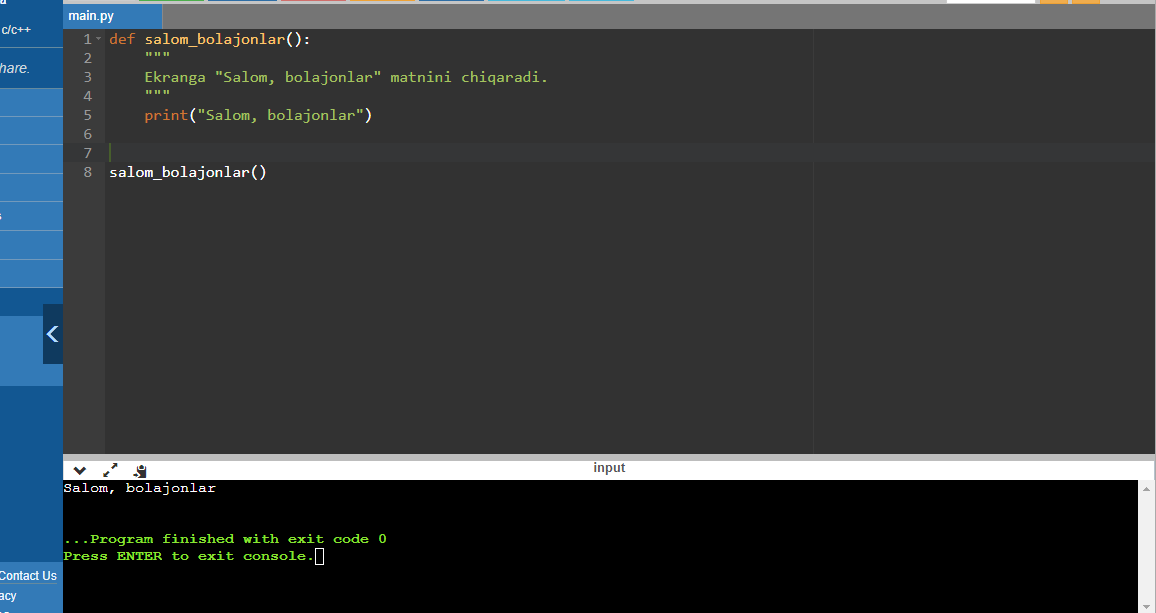 main.py
c/c++
hare.
1 def salom_bolajonlar():
2 """
3 Ekranga "Salom, bolajonlar" matnini chiqaradi.
4 """
5 print("Salom, bolajonlar")
6
7
8 salom_bolajonlar()
s
input
Salom, bolajonlar
...Program finished with exit code 0
Press ENTER to exit console.
Contact Us
acy